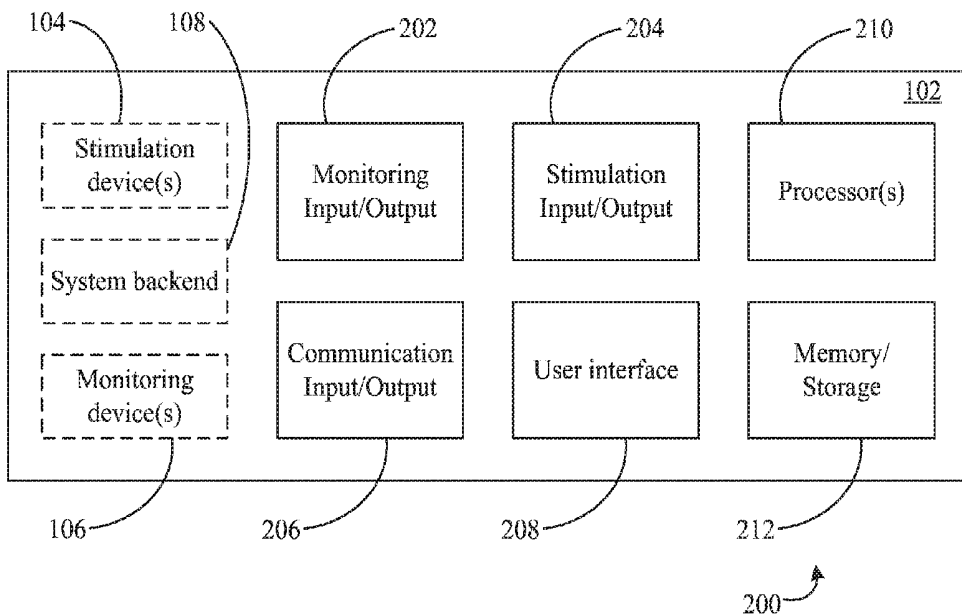 104
108
202
204
210
102
Stimulation
device(s)
Monitoring
Input/Output
Stimulation
Input/Output
Processor(s)
System backend
Monitoring
device(s)
Communication
Input/Output
User interface
Memory/
Storage
106
206
208
212
200